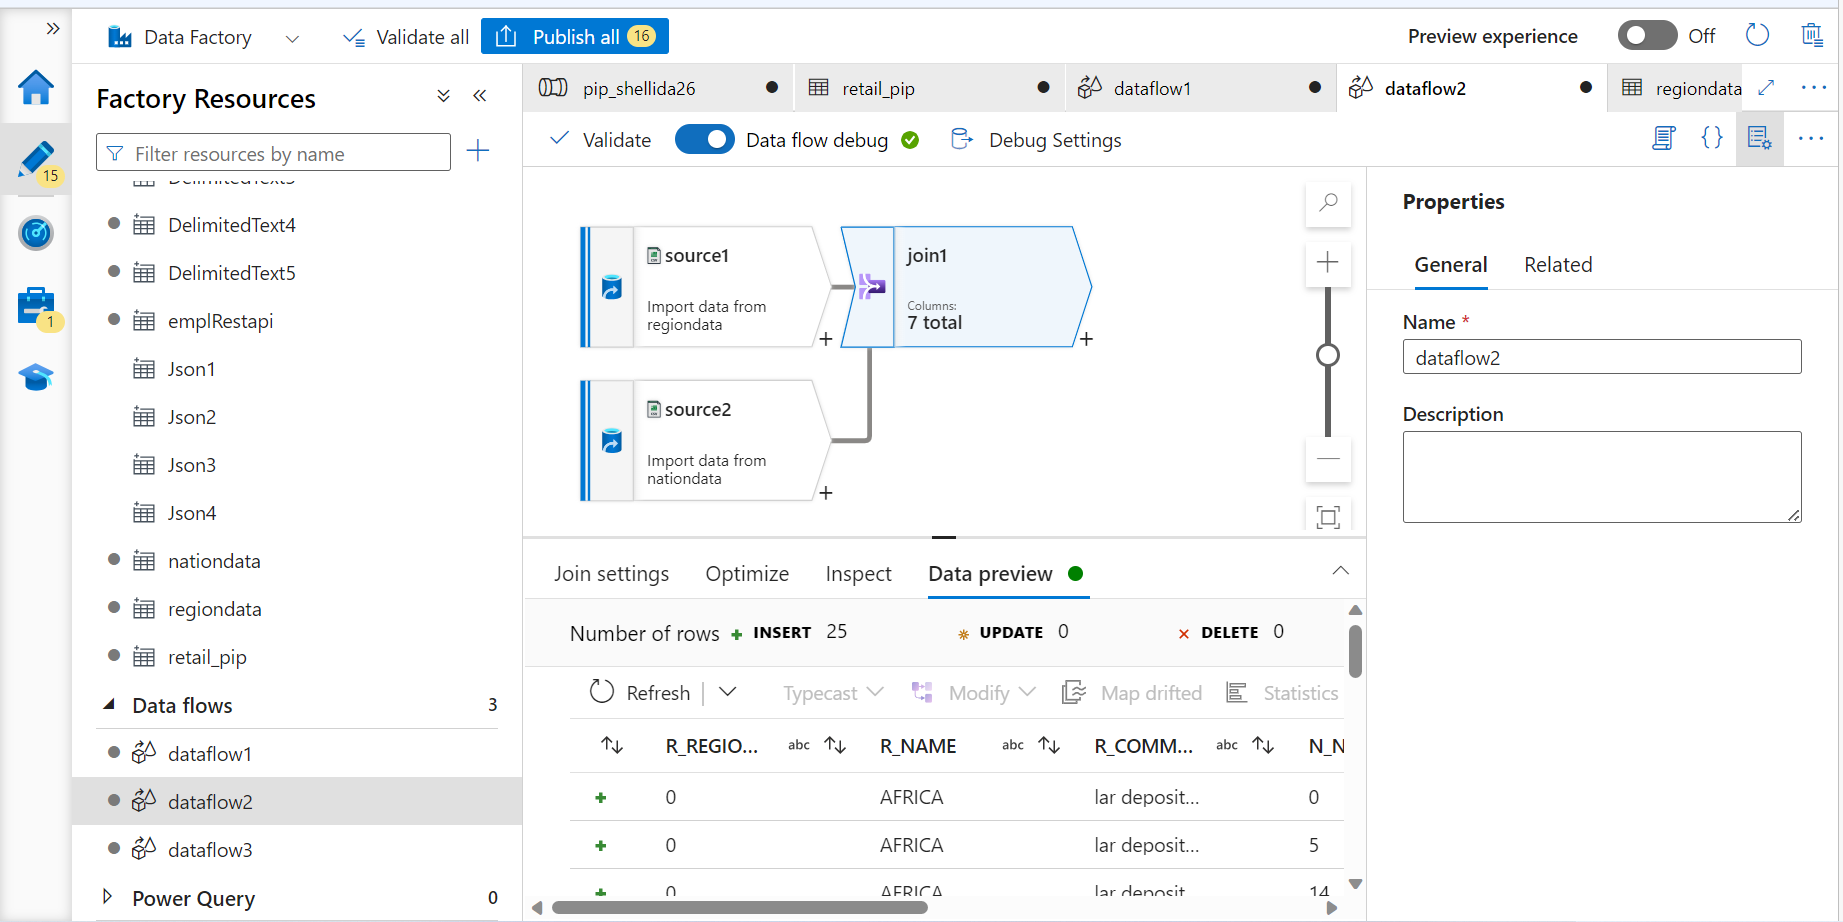 Data Factory
Validate all
Publish all 16
Preview experience
Off
Factory Resources
Filter resources by name
15
1
DelimitedText4
DelimitedText5
emplRestapi
Json1
Json2
Json3
Json4
nationdata
regiondata
retail_pip
Data flows 3
dataflow1
dataflow2
dataflow3
Power Query 0
pip_shellida26
retail_pip
dataflow1
dataflow2
regiondata
Validate
Data flow debug
Debug Settings
source1
Import data from
regiondata
join1
Columns:
7 total
source2
Import data from
nationdata
Join settings
Optimize
Inspect
Data preview
Number of rows INSERT 25 UPDATE 0 DELETE 0
Refresh Typecast Modify Map drifted Statistics
R_REGIO... abc R_NAME abc R_COMM... abc N_N
0 AFRICA lar deposit... 0
0 AFRICA lar deposit... 5
0 AFRICA lar deposit 14
Properties
General
Related
Name *
dataflow2
Description